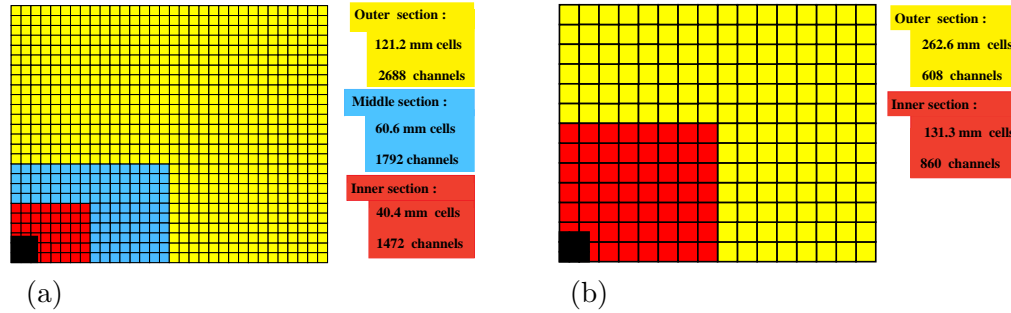 Outer section :
121.2 mm cells
2688 channels
Middle section :
60.6 mm cells
1792 channels
Inner section :
40.4 mm cells
1472 channels
(a)
Outer section :
262.6 mm cells
608 channels
Inner section :
131.3 mm cells
860 channels
(b)